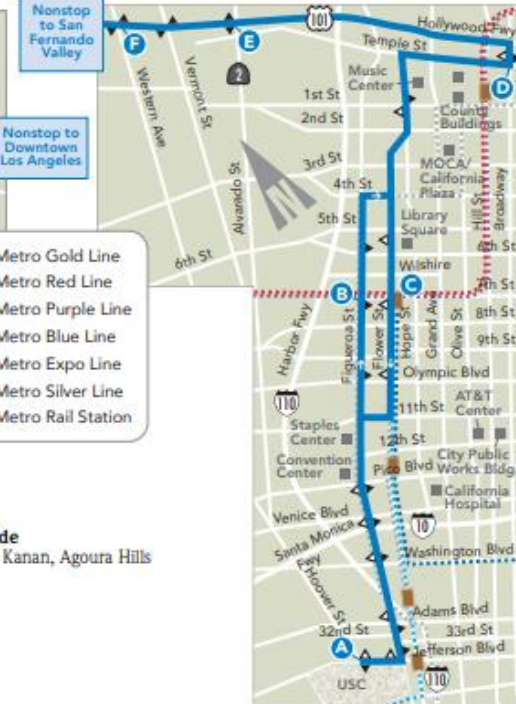 Nonstop
to San
Fernando
Valley
101
Hollywood Fwy
Temple St
F
E
D
2
Music
Center
County
Buildings
Western Ave
Vermont St
Alvarado St
1st St
2nd St
3rd St
4th St
5th St
6th St
Nonstop to
Downtown
Los Angeles
N
MOCA/
California
Plaza
Hill St
Broadway
Library
Square
6th St
Wilshire
7th St
8th St
9th St
B
C
Metro Gold Line
Metro Red Line
Metro Purple Line
Metro Blue Line
Metro Expo Line
Metro Silver Line
Metro Rail Station
Harbor Fwy
Figueroa St
Flower St
Hope St
Grand Ave
Olive St
Olympic Blvd
110
11th St
AT&T
Center
Staples
Center
12th St
Convention
Center
Pico Blvd
City Public
Works Bldg
California
Hospital
Venice Blvd
10
Santa Monica
Fwy
Washington Blvd
Hoover St
Adams Blvd
32nd St
33rd St
A
Jefferson Blvd
USC
110
de
Kanan, Agoura Hills